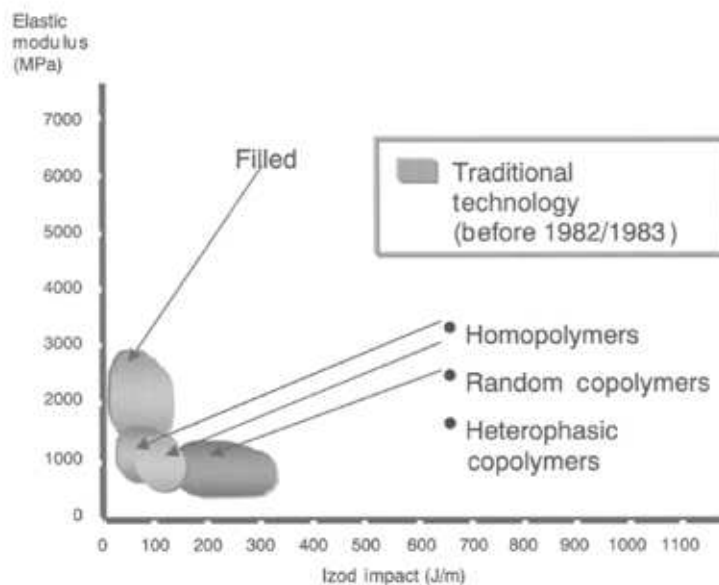 Elastic
modulus
(MPa)
7000
6000
5000
4000
3000
2000
1000
0
Filled
Traditional
technology
(before 1982/1983)
• Homopolymers
• Random copolymers
• Heterophasic
copolymers
0 100 200 300 400 500 600 700 800 900 1000 1100
Izod impact (J/m)